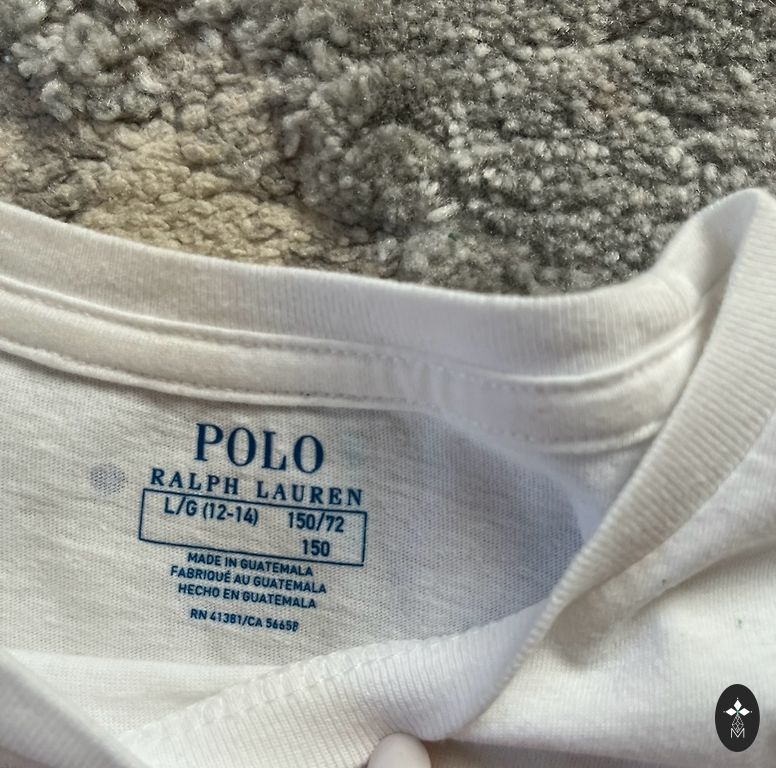 POLO
RALPH LAUREN
L/G (12-14) 150/72
150
MADE IN GUATEMALA
FABRIQUÉ AU GUATEMALA
HECHO EN GUATEMALA
RN 41381/CA 5665P
M